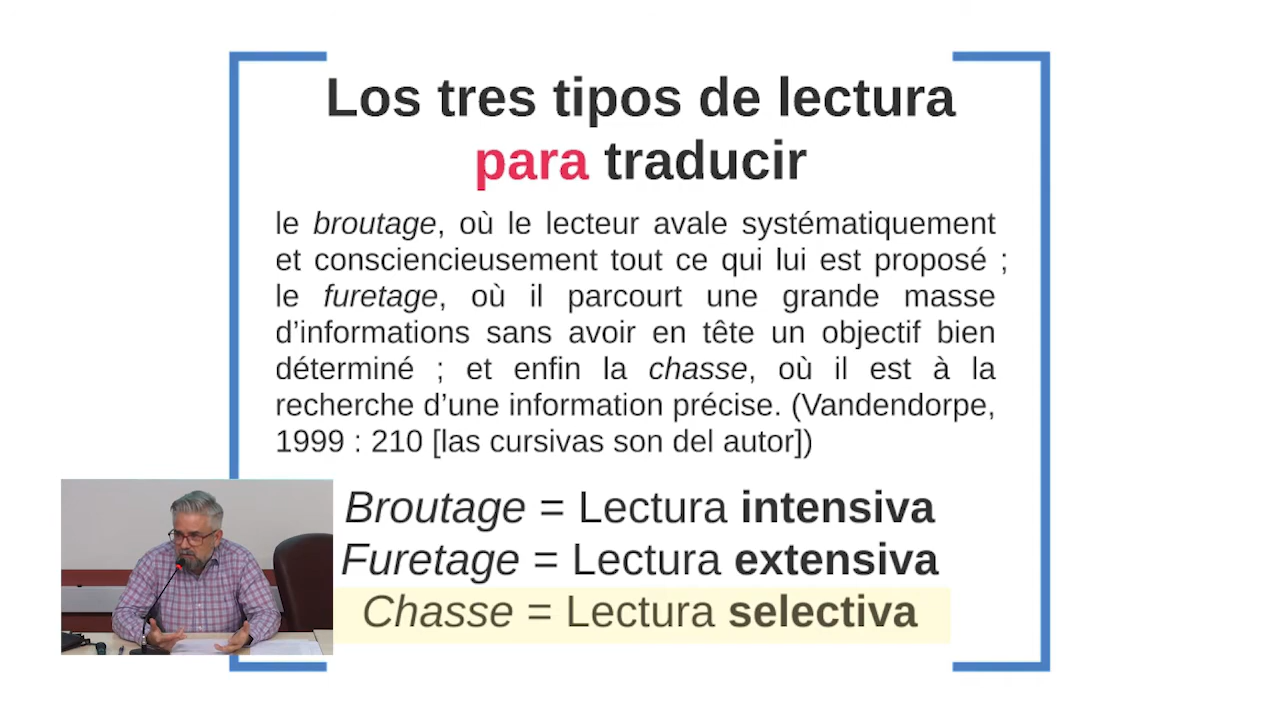 Los tres tipos de lectura
para traducir
le broutage, où le lecteur avale systématiquement
et consciencieusement tout ce qui lui est proposé ;
le furetage, où il parcourt une grande masse
d’informations sans avoir en tête un objectif bien
déterminé ; et enfin la chasse, où il est à la
recherche d’une information précise. (Vandendorpe,
1999 : 210 [las cursivas son del autor])
Broutage = Lectura intensiva
Furetage = Lectura extensiva
Chasse = Lectura selectiva